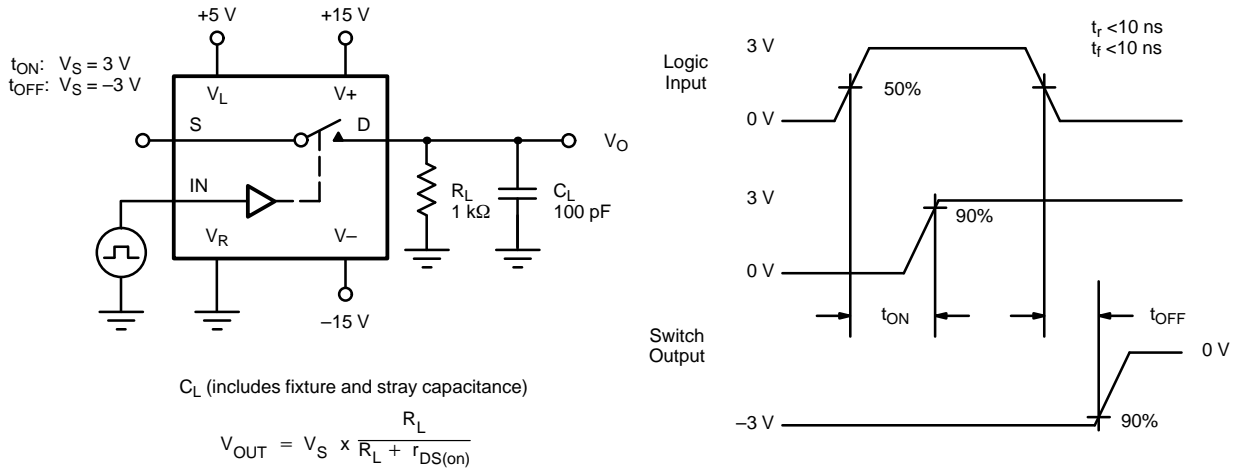 +5 V
+15 V
tON: VS = 3 V
tOFF: VS = –3 V
VL
V+
S
D
VO
IN
RL
1 kΩ
CL
100 pF
VR
V–
–15 V
CL (includes fixture and stray capacitance)
VOUT = VS x RL / RL + rDS(on)
tr <10 ns
tf <10 ns
Logic
Input
3 V
50%
0 V
3 V
90%
0 V
tON
tOFF
Switch
Output
0 V
–3 V
90%